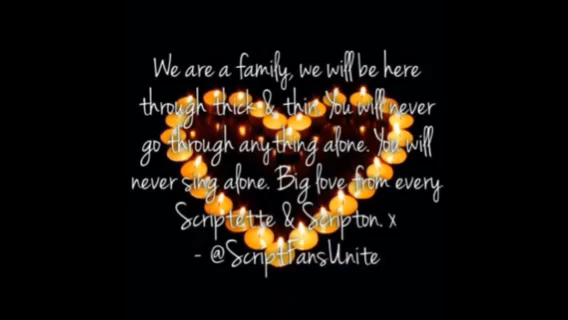 We are a family, we will be here
through thick & thin. You will never
go through anything alone. You will
never sing alone. Big love from every
Scriptette & Scripton. x
- @ScriptFansUnite